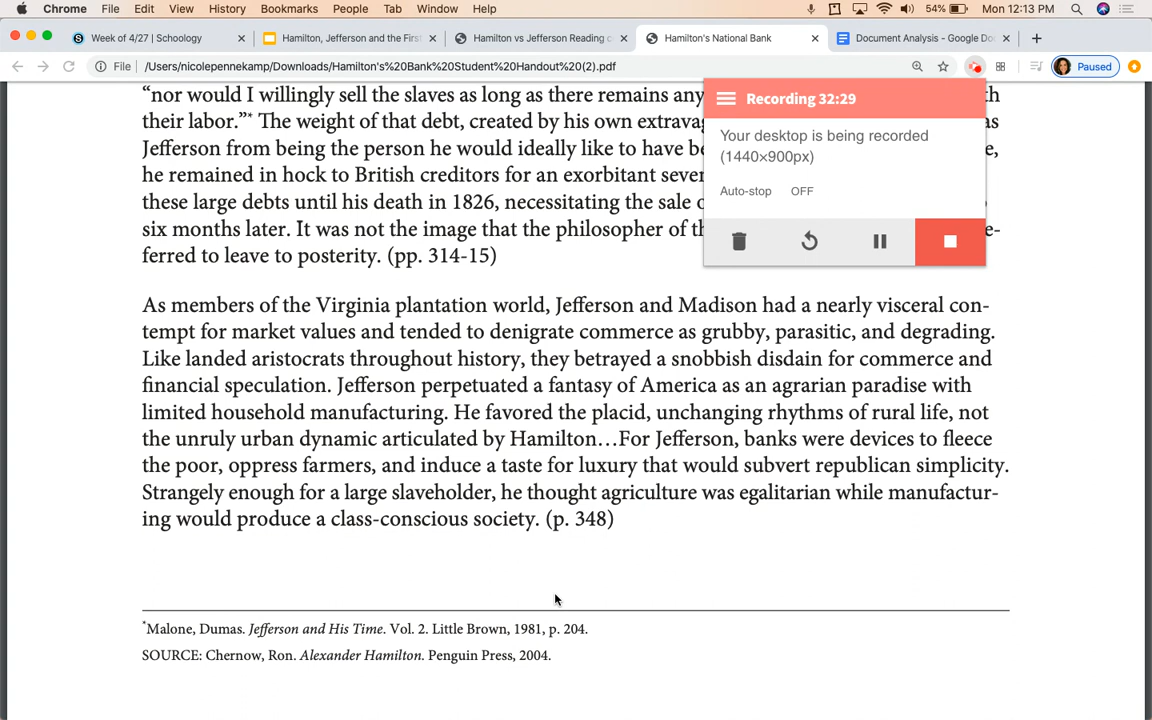 Chrome File Edit View History Bookmarks People Tab Window Help 54% Mon 12:13 PM
Week of 4/27 | Schoology Hamilton, Jefferson and the Firs Hamilton vs Jefferson Reading c Hamilton's National Bank Document Analysis - Google Do
File /Users/nicolepennekamp/Downloads/Hamilton's%20Bank%20Student%20Handout%20(2).pdf Paused
Recording 32:29
Your desktop is being recorded
(1440×900px)
Auto-stop OFF
“nor would I willingly sell the slaves as long as there remains any
their labor.”* The weight of that debt, created by his own extravag as
Jefferson from being the person he would ideally like to have be
he remained in hock to British creditors for an exorbitant seve
these large debts until his death in 1826, necessitating the sale
six months later. It was not the image that the philosopher of
ferred to leave to posterity. (pp. 314-15)
As members of the Virginia plantation world, Jefferson and Madison had a nearly visceral con-
tempt for market values and tended to denigrate commerce as grubby, parasitic, and degrading.
Like landed aristocrats throughout history, they betrayed a snobbish disdain for commerce and
financial speculation. Jefferson perpetuated a fantasy of America as an agrarian paradise with
limited household manufacturing. He favored the placid, unchanging rhythms of rural life, not
the unruly urban dynamic articulated by Hamilton…For Jefferson, banks were devices to fleece
the poor, oppress farmers, and induce a taste for luxury that would subvert republican simplicity.
Strangely enough for a large slaveholder, he thought agriculture was egalitarian while manufactur-
ing would produce a class-conscious society. (p. 348)
*Malone, Dumas. Jefferson and His Time. Vol. 2. Little Brown, 1981, p. 204.
SOURCE: Chernow, Ron. Alexander Hamilton. Penguin Press, 2004.